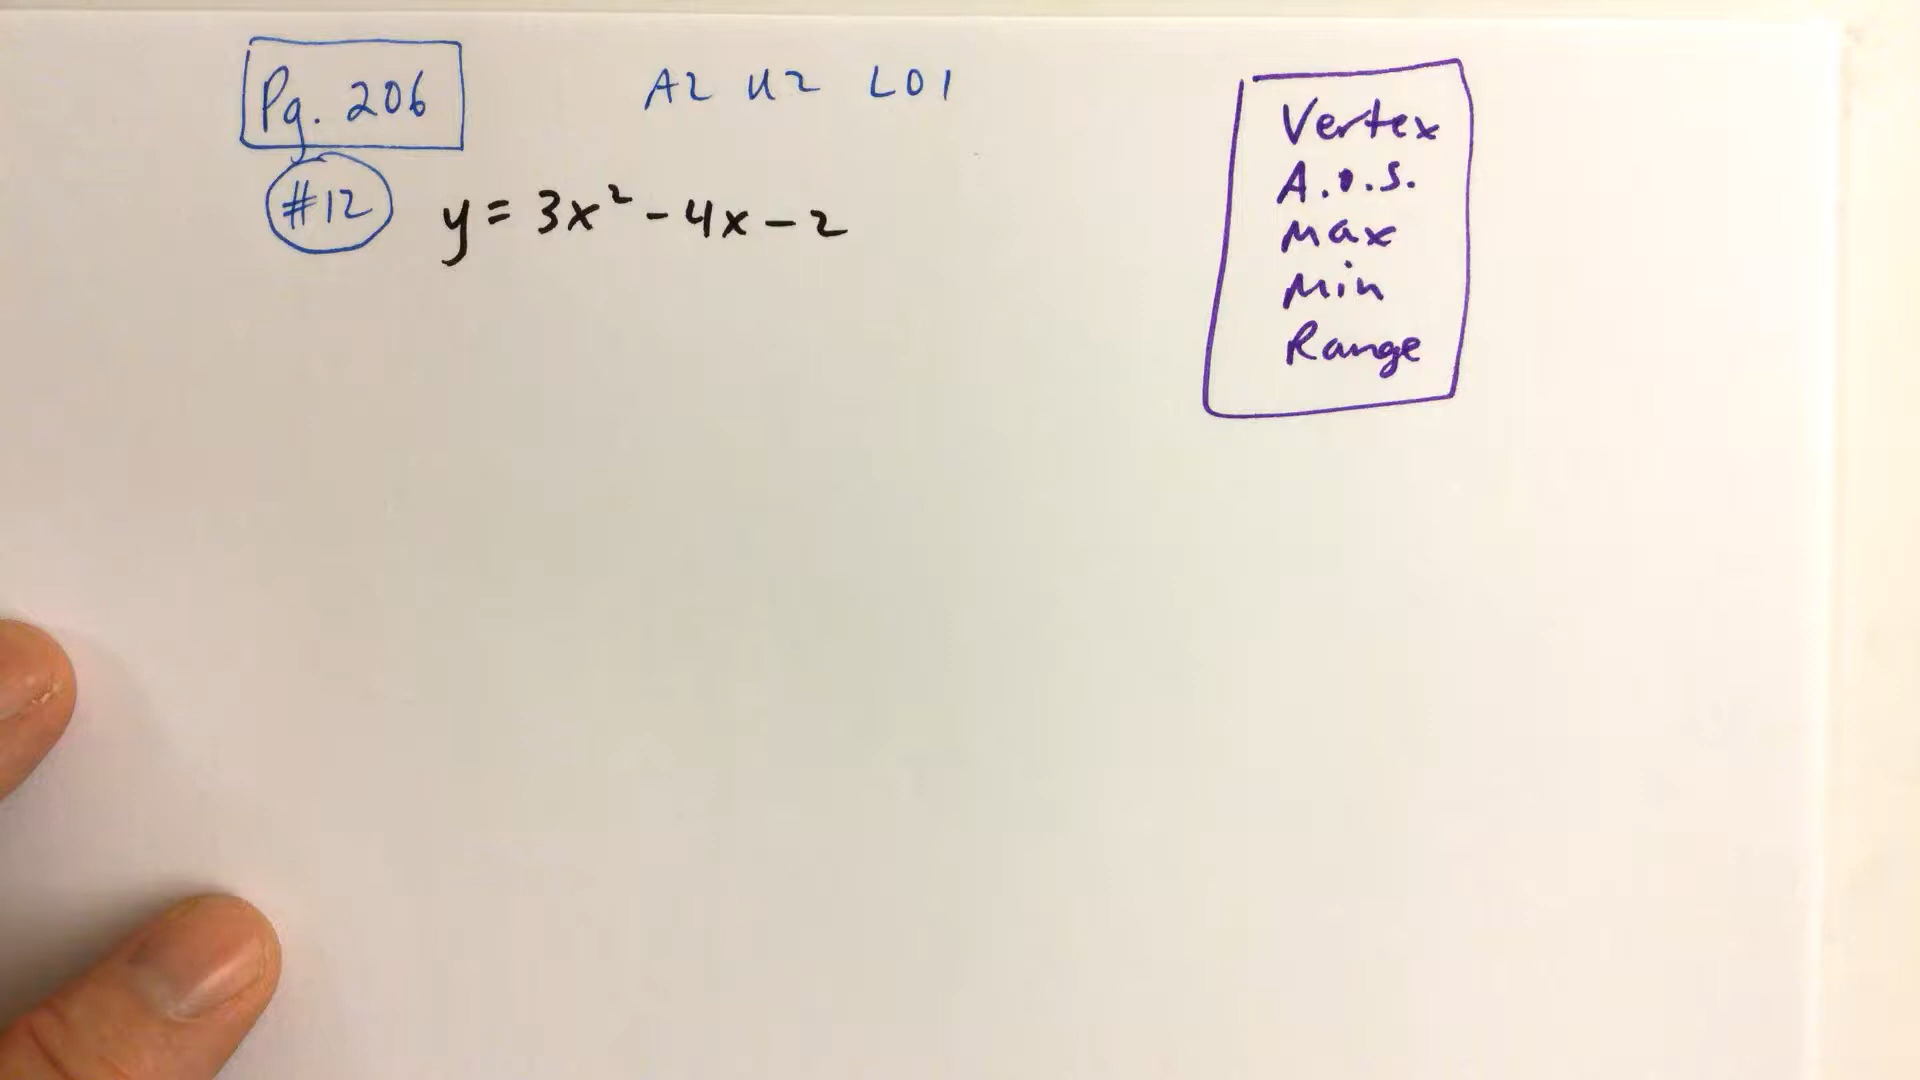 Pg. 206
A2 U2 L01
#12 y = 3x² - 4x - 2
Vertex
A.o.S.
Max
Min
Range